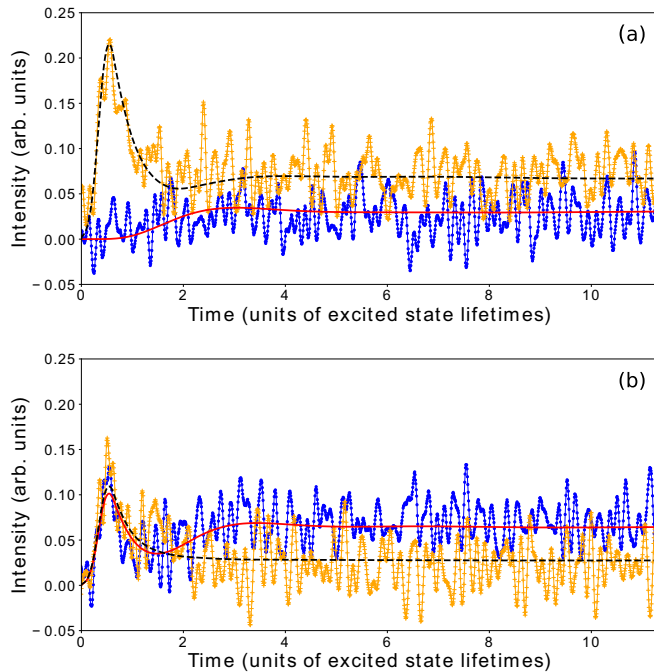 (a)
Intensity (arb. units)
0.25
0.20
0.15
0.10
0.05
0.00
−0.05
0 2 4 6 8 10
Time (units of excited state lifetimes)
(b)
Intensity (arb. units)
0.25
0.20
0.15
0.10
0.05
0.00
−0.05
0 2 4 6 8 10
Time (units of excited state lifetimes)